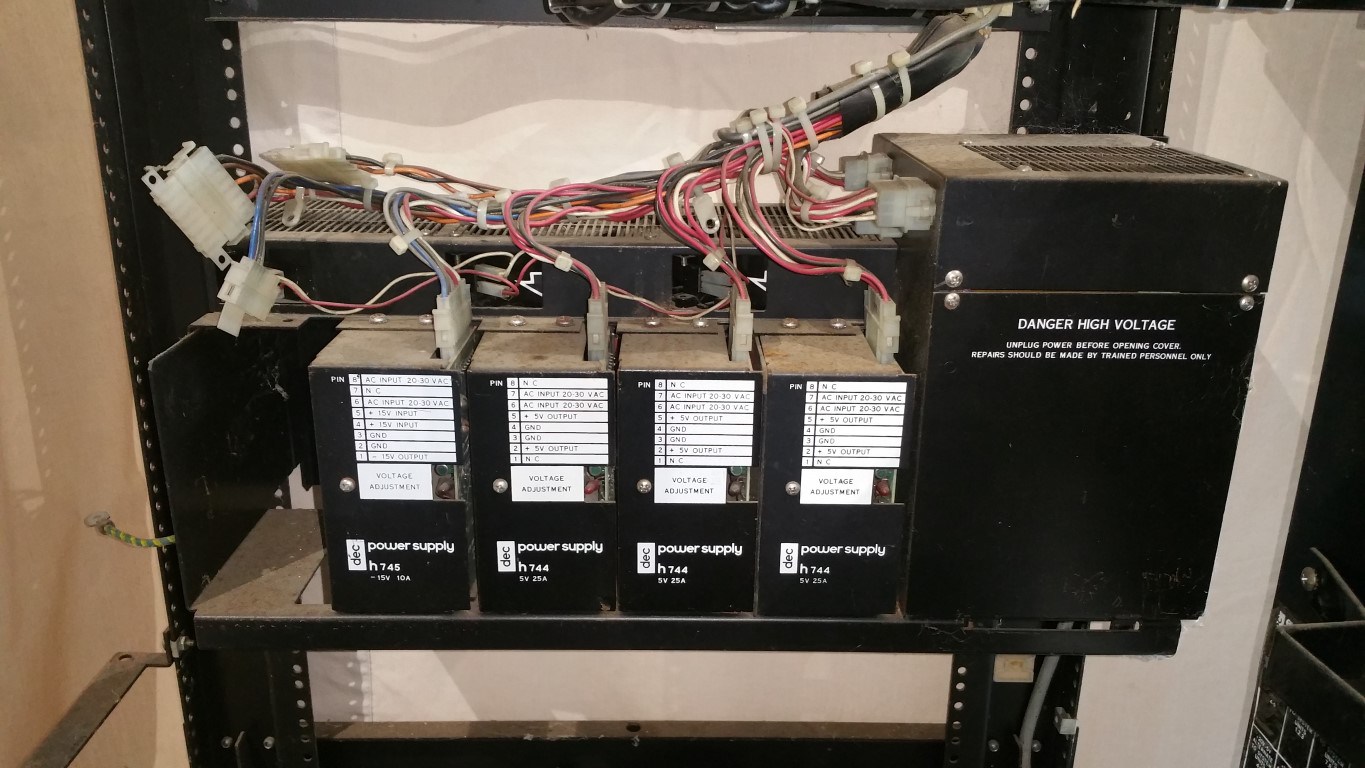 DANGER HIGH VOLTAGE
UNPLUG POWER BEFORE OPENING COVER.
REPAIRS SHOULD BE MADE BY TRAINED PERSONNEL ONLY
PIN 8 AC INPUT 20-30 VAC
7 N C
6 AC INPUT 20-30 VAC
5 + 15V INPUT
4 + 15V INPUT
3 GND
2 GND
1 - 15V OUTPUT
VOLTAGE
ADJUSTMENT
dec power supply
h 745
-15V 10A
PIN 8 N C
7 AC INPUT 20-30 VAC
6 AC INPUT 20-30 VAC
5 + 5V OUTPUT
4 GND
3 GND
2 + 5V OUTPUT
1 N C
VOLTAGE
ADJUSTMENT
dec power supply
h 744
5V 25A
PIN 8 N C
7 AC INPUT 20-30 VAC
6 AC INPUT 20-30 VAC
5 + 5V OUTPUT
4 GND
3 GND
2 + 5V OUTPUT
1 N C
VOLTAGE
ADJUSTMENT
dec power supply
h 744
5V 25A
PIN 8 N C
7 AC INPUT 20-30 VAC
6 AC INPUT 20-30 VAC
5 + 5V OUTPUT
4 GND
3 GND
2 + 5V OUTPUT
1 N C
VOLTAGE
ADJUSTMENT
dec power supply
h 744
5V 25A